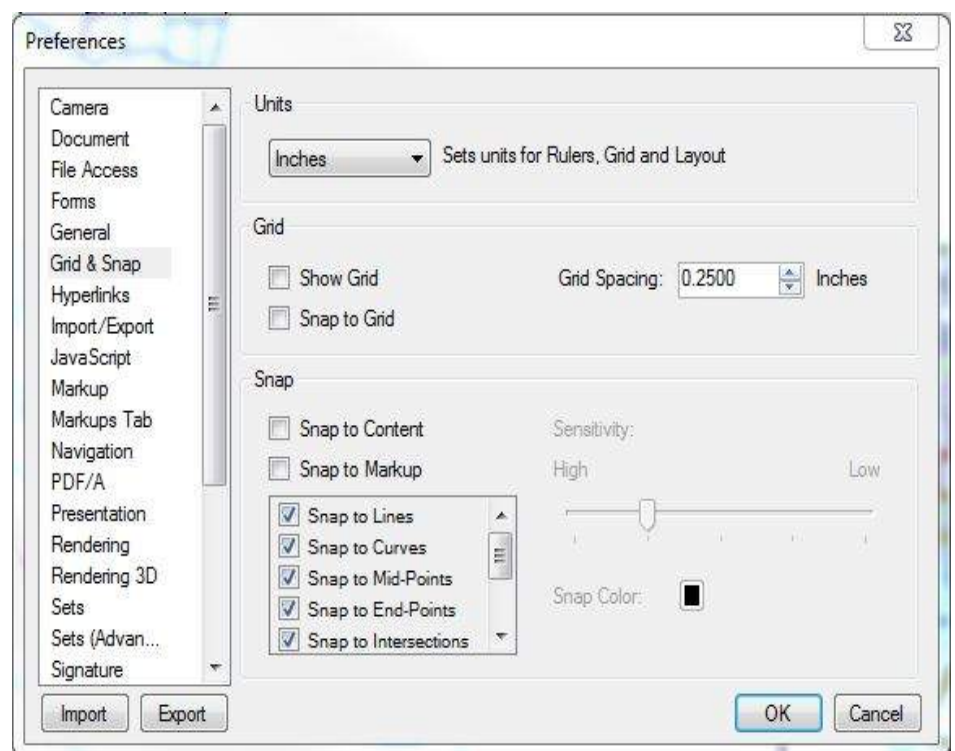 Preferences
Camera
Document
File Access
Forms
General
Grid & Snap
Hyperlinks
Import/Export
JavaScript
Markup
Markups Tab
Navigation
PDF/A
Presentation
Rendering
Rendering 3D
Sets
Sets (Advan...
Signature
Import Export
Units
Inches Sets units for Rulers, Grid and Layout
Grid
Show Grid Grid Spacing: 0.2500 Inches
Snap to Grid
Snap
Snap to Content Sensitivity:
Snap to Markup High Low
Snap to Lines
Snap to Curves
Snap to Mid-Points
Snap to End-Points Snap Color:
Snap to Intersections
OK Cancel